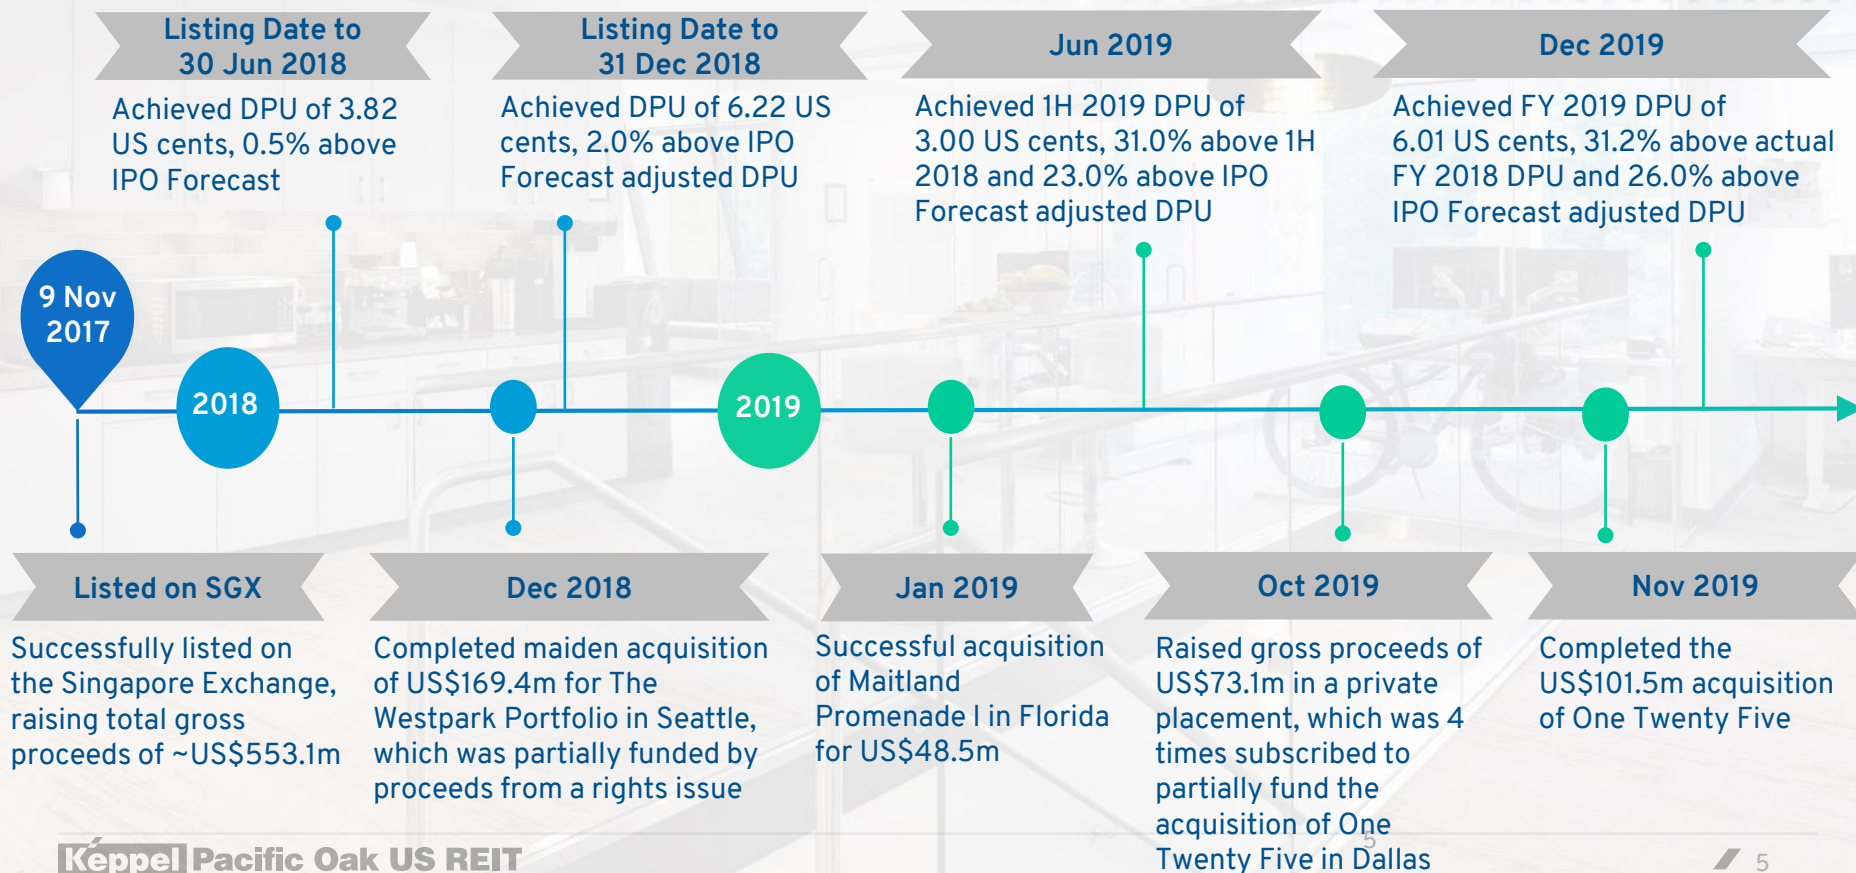 Listing Date to
30 Jun 2018
Achieved DPU of 3.82
US cents, 0.5% above
IPO Forecast
Listing Date to
31 Dec 2018
Achieved DPU of 6.22 US
cents, 2.0% above IPO
Forecast adjusted DPU
Jun 2019
Achieved 1H 2019 DPU of
3.00 US cents, 31.0% above 1H
2018 and 23.0% above IPO
Forecast adjusted DPU
Dec 2019
Achieved FY 2019 DPU of
6.01 US cents, 31.2% above actual
FY 2018 DPU and 26.0% above
IPO Forecast adjusted DPU
9 Nov
2017
2018
2019
Listed on SGX
Successfully listed on
the Singapore Exchange,
raising total gross
proceeds of ~US$553.1m
Dec 2018
Completed maiden acquisition
of US$169.4m for The
Westpark Portfolio in Seattle,
which was partially funded by
proceeds from a rights issue
Jan 2019
Successful acquisition
of Maitland
Promenade I in Florida
for US$48.5m
Oct 2019
Raised gross proceeds of
US$73.1m in a private
placement, which was 4
times subscribed to
partially fund the
acquisition of One
Twenty Five in Dallas
Nov 2019
Completed the
US$101.5m acquisition
of One Twenty Five
5
Keppel Pacific Oak US REIT
5